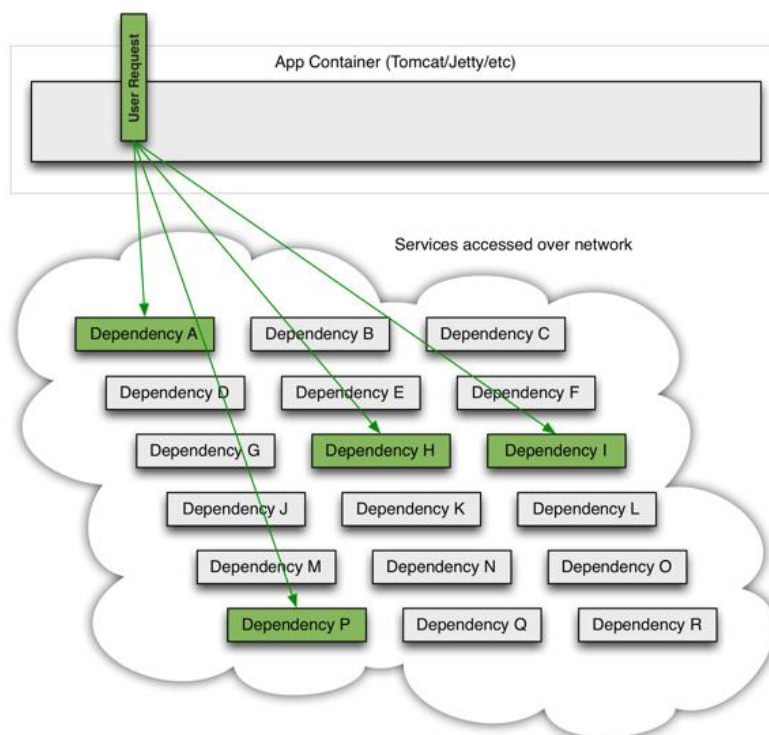 User Request
App Container (Tomcat/Jetty/etc)
Services accessed over network
Dependency A
Dependency B
Dependency C
Dependency D
Dependency E
Dependency F
Dependency G
Dependency H
Dependency I
Dependency J
Dependency K
Dependency L
Dependency M
Dependency N
Dependency O
Dependency P
Dependency Q
Dependency R